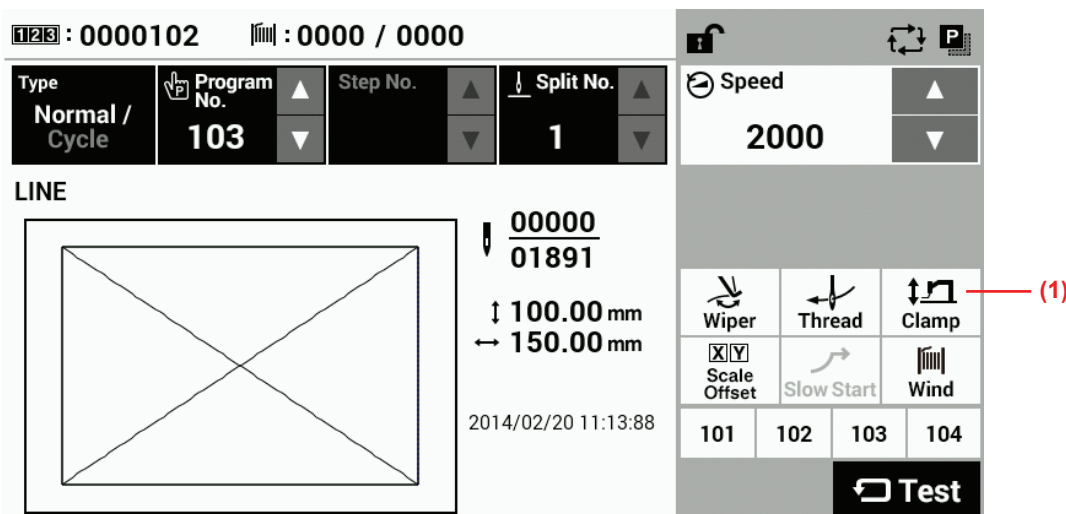 123 : 0000102 : 0000 / 0000
P
Type
Normal /
Cycle
P Program
No.
103
Step No.
Split No.
1
Speed
2000
LINE
00000
01891
100.00 mm
150.00 mm
2014/02/20 11:13:88
Wiper
Thread
Clamp
(1)
X Y
Scale
Offset
Slow Start
Wind
101 102 103 104
Test